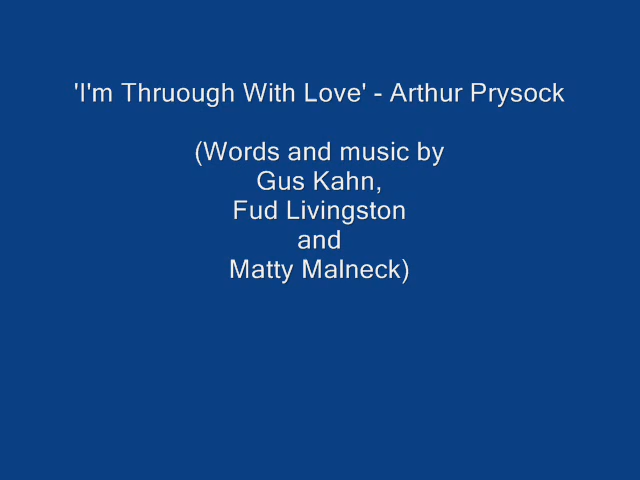 'I'm Thruough With Love' - Arthur Prysock
(Words and music by
Gus Kahn,
Fud Livingston
and
Matty Malneck)